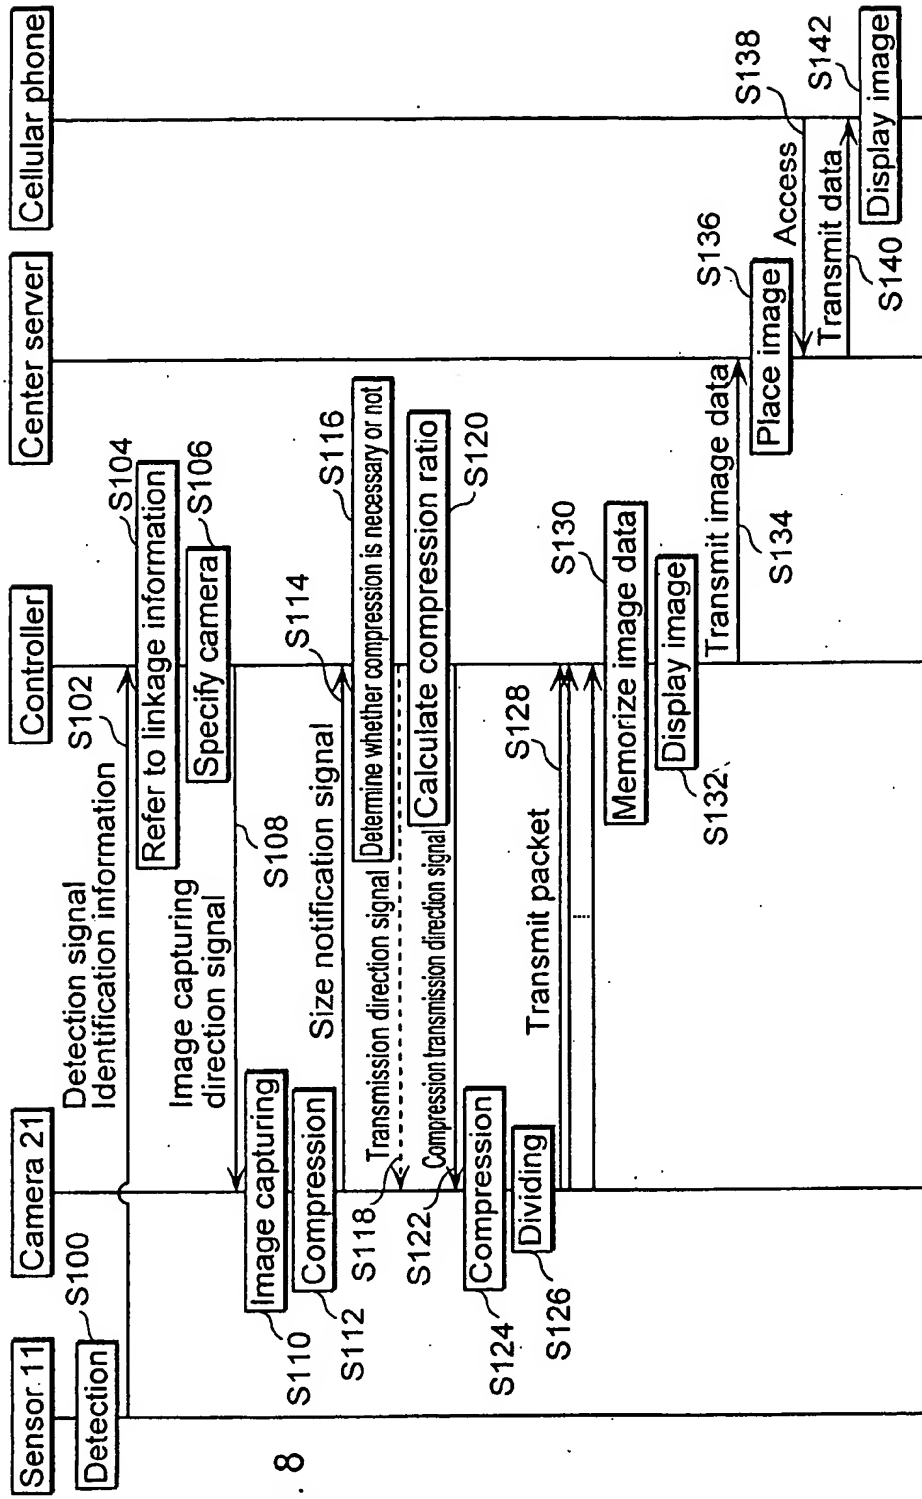 Sensor 11
Camera 21
Controller
Center server
Cellular phone
S100
Detection
Detection signal
Identification information
S102
S104
Refer to linkage information
S106
Specify camera
Image capturing
direction signal
S108
Image capturing
S110
Compression
S112
Size notification signal
S114
S116
Determine whether compression is necessary or not
Transmission direction signal
S118
Calculate compression ratio
S120
Compression transmission direction signal
S122
Compression
S124
Dividing
S126
Transmit packet
S128
S130
Memorize image data
Display image
S132
Transmit image data
S134
S136
Place image
Access
S138
Transmit data
S140
S142
Display image
8